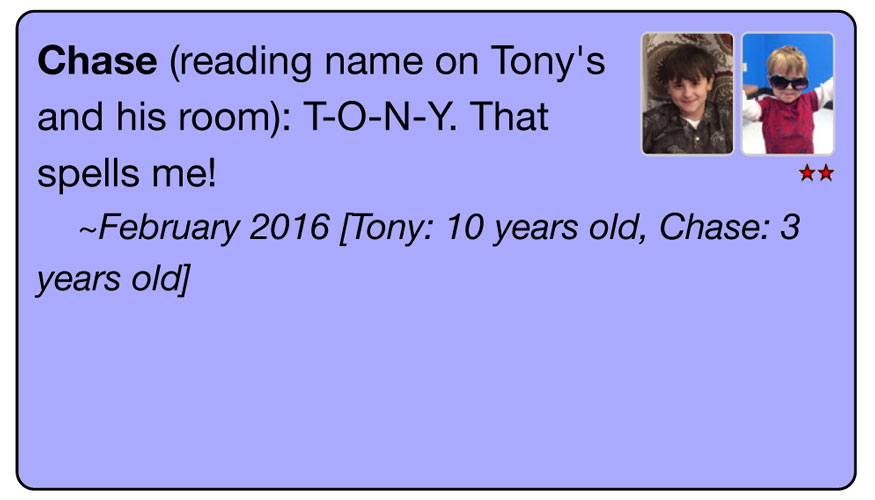 Chase (reading name on Tony's
and his room): T-O-N-Y. That
spells me!
~February 2016 [Tony: 10 years old, Chase: 3
years old]